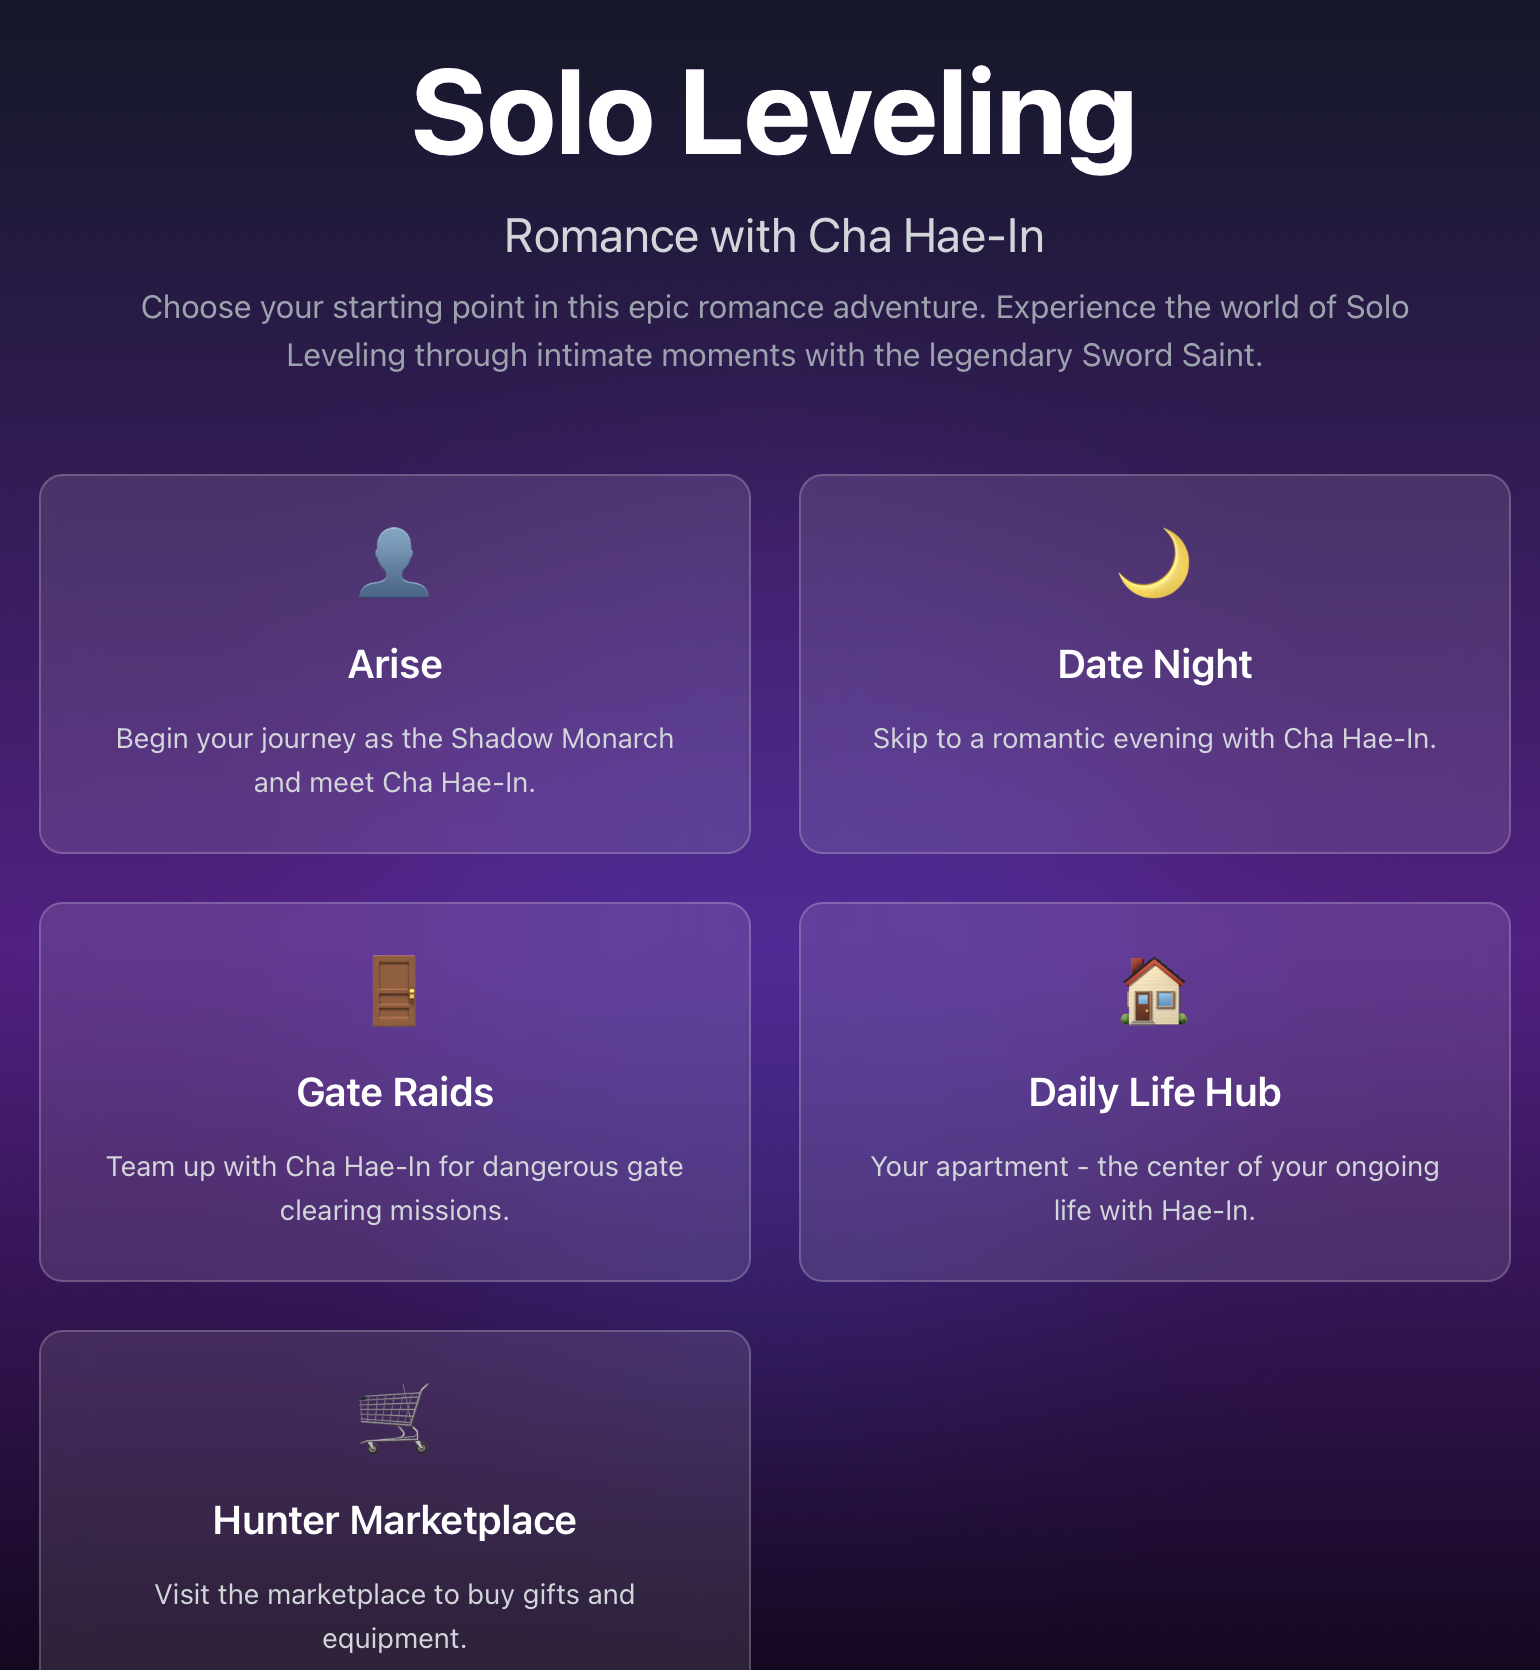 Solo Leveling
Romance with Cha Hae-In
Choose your starting point in this epic romance adventure. Experience the world of Solo
Leveling through intimate moments with the legendary Sword Saint.
Arise
Begin your journey as the Shadow Monarch
and meet Cha Hae-In.
Date Night
Skip to a romantic evening with Cha Hae-In.
Gate Raids
Team up with Cha Hae-In for dangerous gate
clearing missions.
Daily Life Hub
Your apartment - the center of your ongoing
life with Hae-In.
Hunter Marketplace
Visit the marketplace to buy gifts and
equipment.